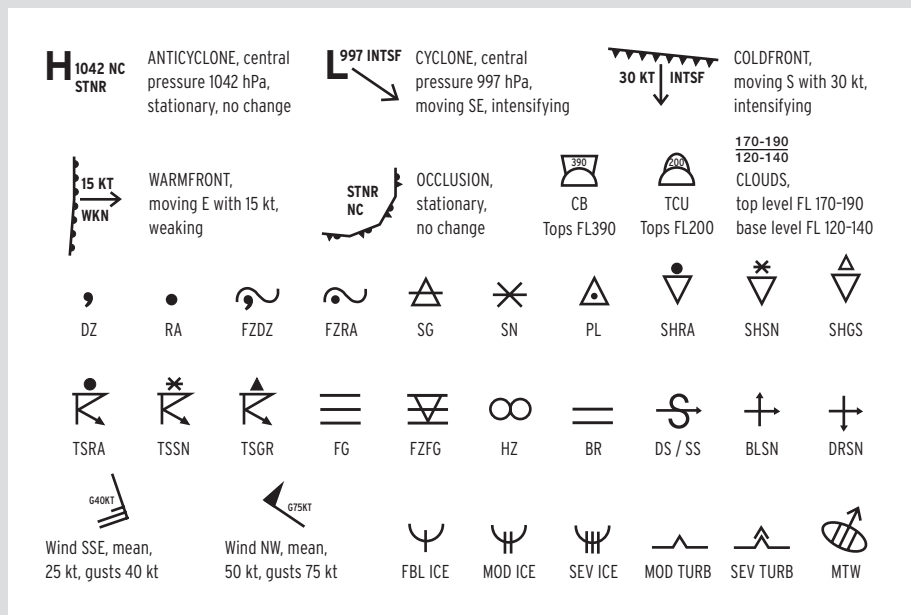 H 1042 NC
STNR
ANTICYCLONE, central
pressure 1042 hPa,
stationary, no change
L 997 INTSF
CYCLONE, central
pressure 997 hPa,
moving SE, intensifying
30 KT INTSF
COLDFRONT,
moving S with 30 kt,
intensifying
15 KT
WKN
WARMFRONT,
moving E with 15 kt,
weaking
STNR
NC
OCCLUSION,
stationary,
no change
390
CB
Tops FL390
200
TCU
Tops FL200
170-190
120-140
CLOUDS,
top level FL 170-190
base level FL 120-140
DZ RA FZDZ FZRA SG SN PL SHRA SHSN SHGS
TSRA TSSN TSGR FG FZFG HZ BR DS / SS BLSN DRSN
G40KT
Wind SSE, mean,
25 kt, gusts 40 kt
G75KT
Wind NW, mean,
50 kt, gusts 75 kt
FBL ICE MOD ICE SEV ICE MOD TURB SEV TURB MTW